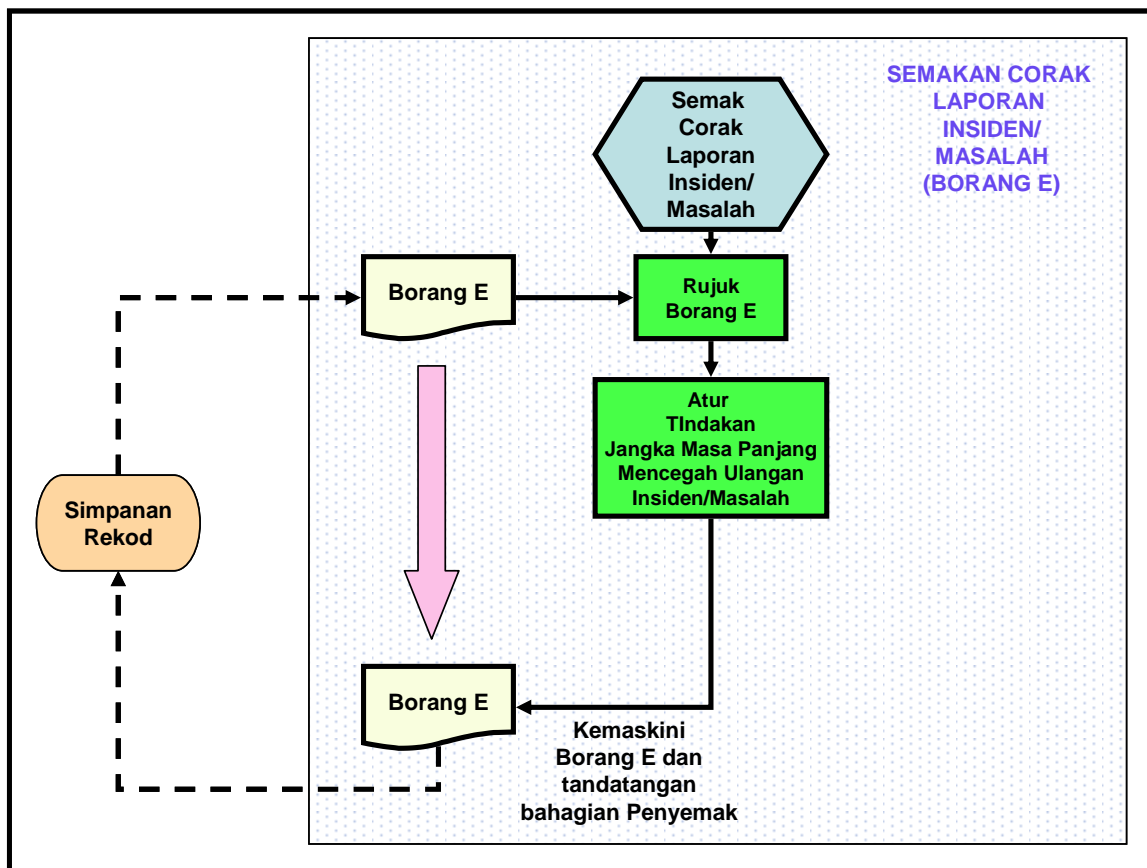 SEMAKAN CORAK
LAPORAN
INSIDEN/
MASALAH
(BORANG E)
Semak
Corak
Laporan
Insiden/
Masalah
Borang E
Rujuk
Borang E
Atur
TIndakan
Jangka Masa Panjang
Mencegah Ulangan
Insiden/Masalah
Simpanan
Rekod
Borang E
Kemaskini
Borang E dan
tandatangan
bahagian Penyemak